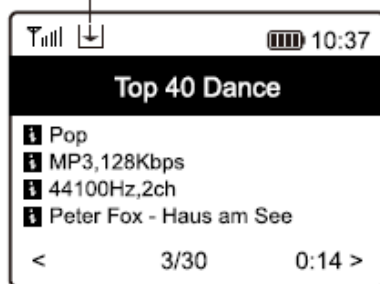 10:37
Top 40 Dance
i Pop
i MP3,128Kbps
i 44100Hz,2ch
i Peter Fox - Haus am See
< 3/30 0:14 >